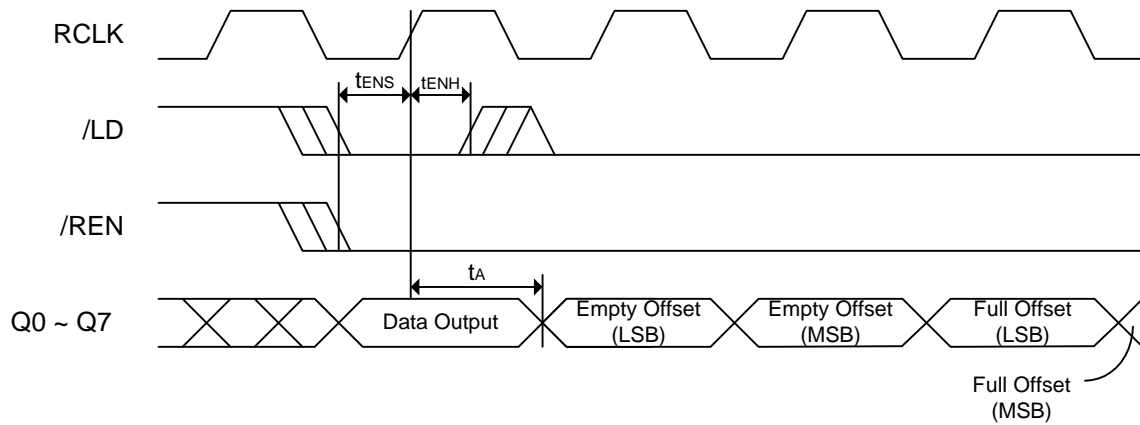 RCLK
tENS
tENH
/LD
/REN
tA
Q0 ~ Q7
Data Output
Empty Offset
(LSB)
Empty Offset
(MSB)
Full Offset
(LSB)
Full Offset
(MSB)